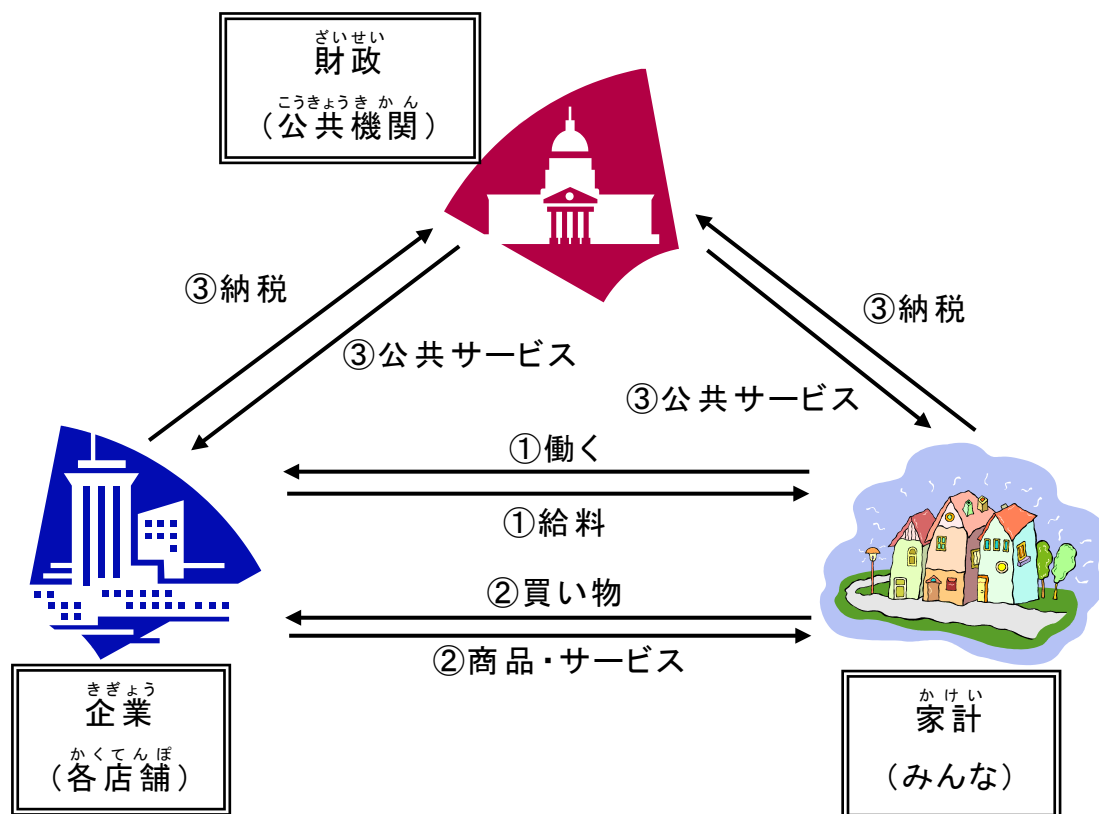 ざいせい
財政
こうきょうきかん
（公共機関）
③納税
③納税
③公共サービス
③公共サービス
①働く
①給料
②買い物
②商品・サービス
きぎょう
企業
かくてんぽ
（各店舗）
かけい
家計
（みんな）